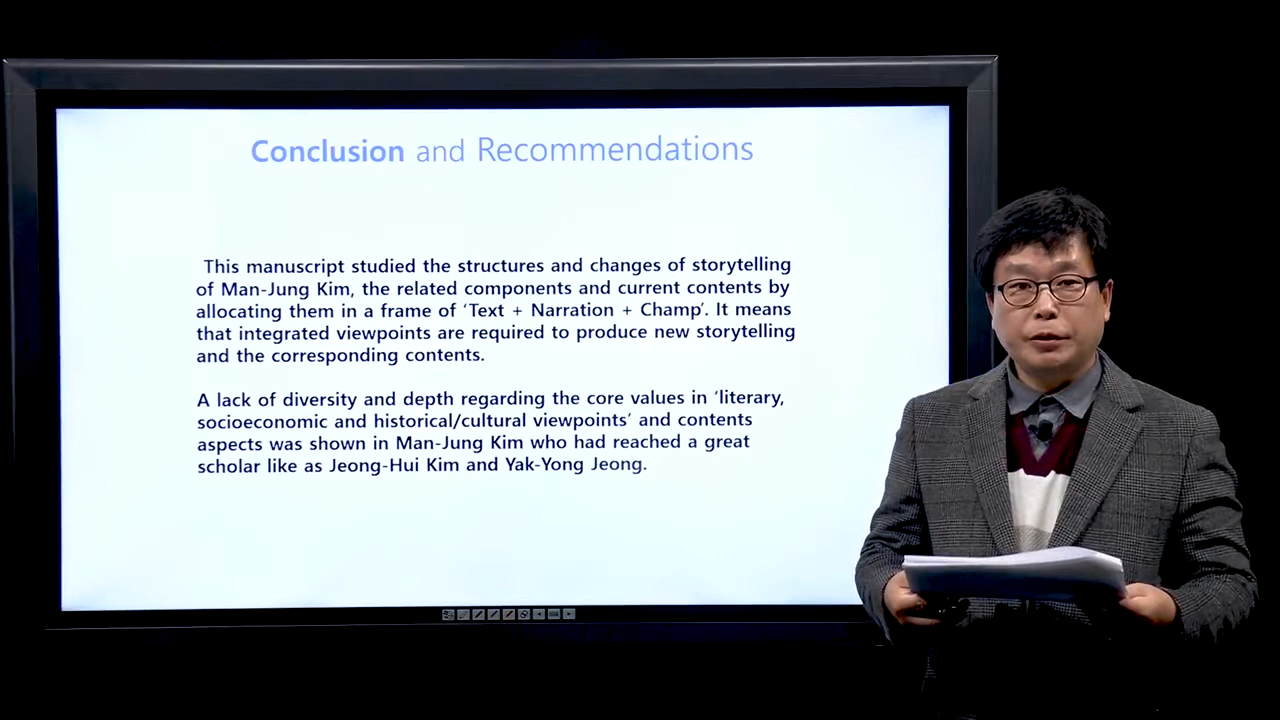 Conclusion and Recommendations
This manuscript studied the structures and changes of storytelling
of Man-Jung Kim, the related components and current contents by
allocating them in a frame of ‘Text + Narration + Champ’. It means
that integrated viewpoints are required to produce new storytelling
and the corresponding contents.
A lack of diversity and depth regarding the core values in ‘literary,
socioeconomic and historical/cultural viewpoints’ and contents
aspects was shown in Man-Jung Kim who had reached a great
scholar like as Jeong-Hui Kim and Yak-Yong Jeong.